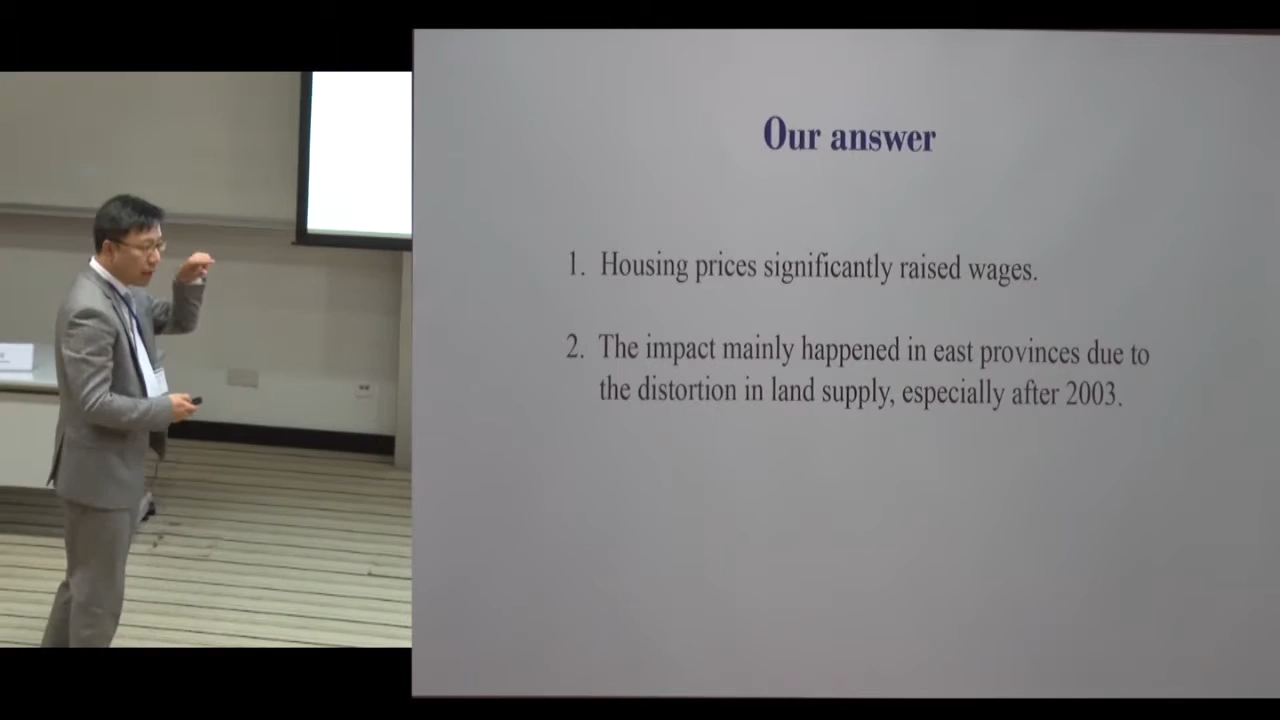 Our answer
1. Housing prices significantly raised wages.
2. The impact mainly happened in east provinces due to
the distortion in land supply, especially after 2003.